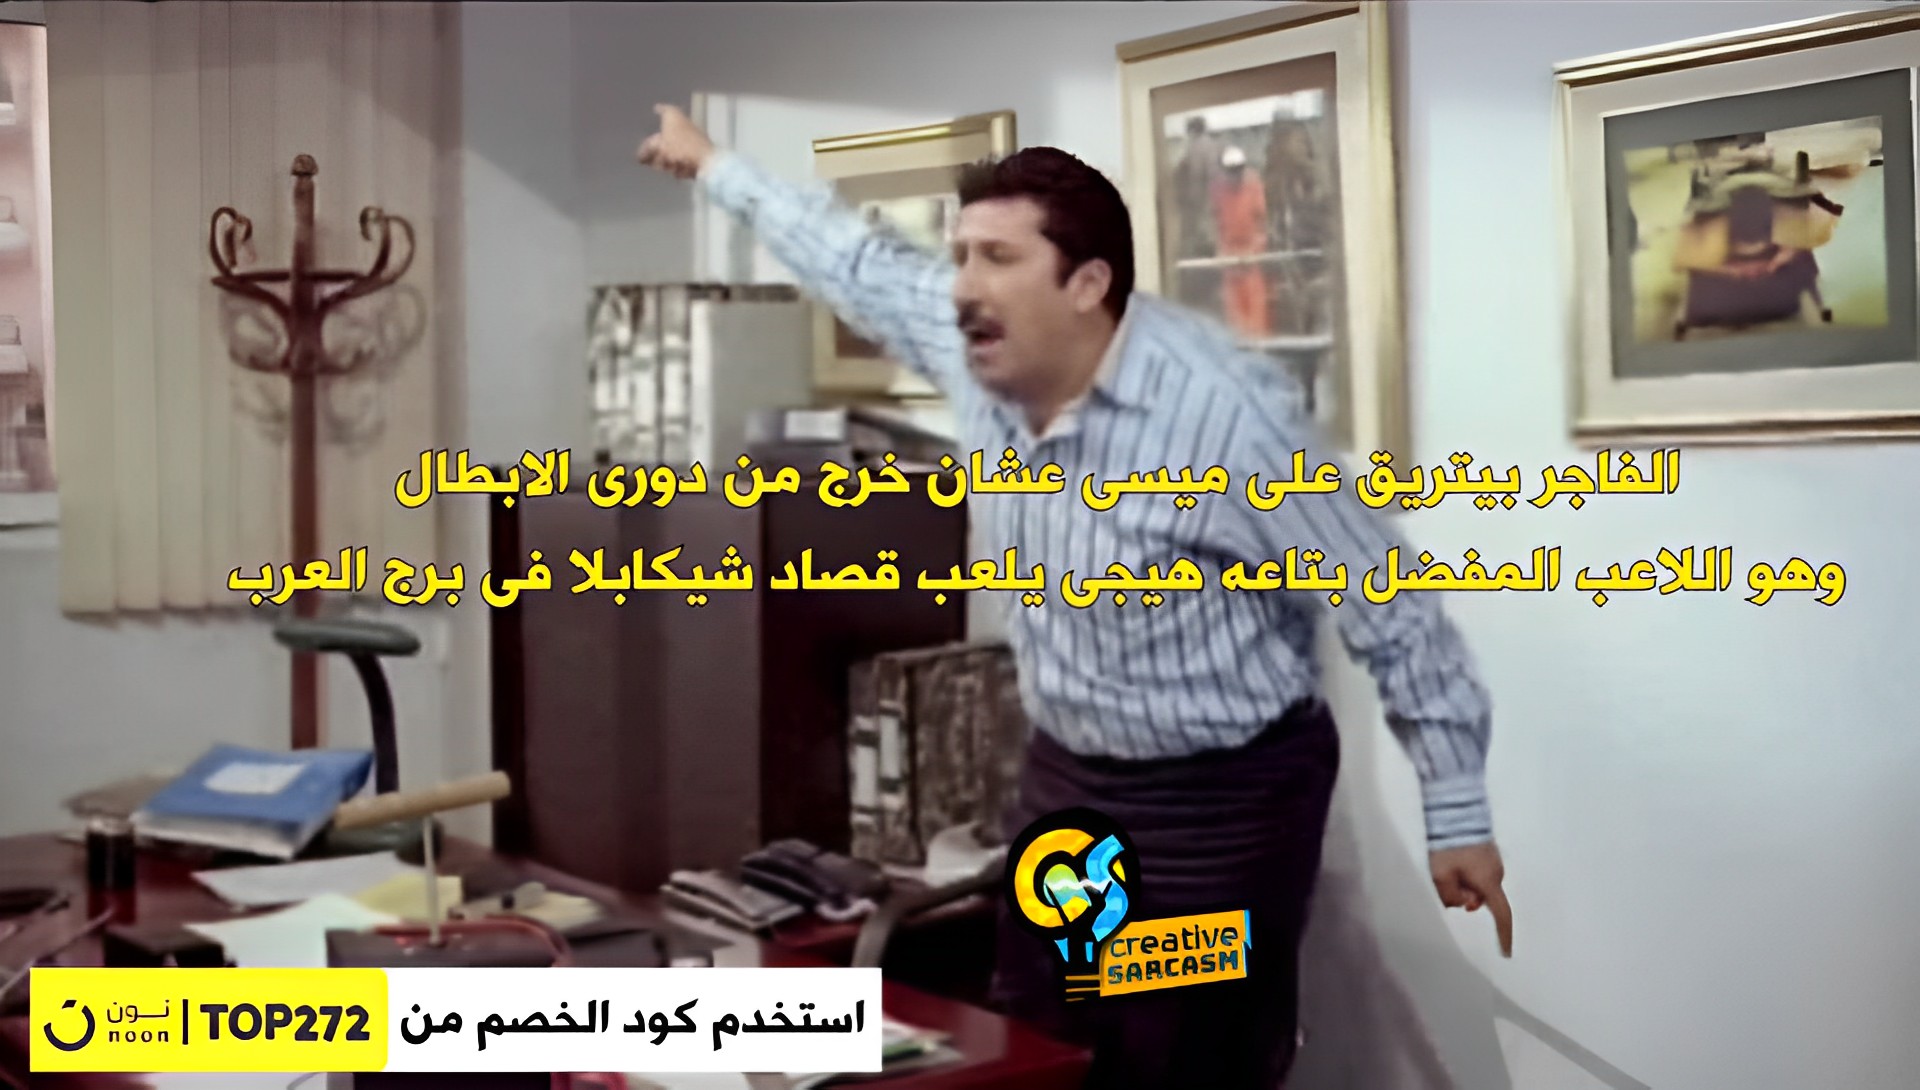 الفاجر بيتريق على ميسى عشان خرج من دورى الابطال
وهو اللاعب المفضل بتاعه هيجى يلعب قصاد شيكابلا فى برج العرب
creative
SARCASM
استخدم كود الخصم من TOP272 | نون
noon